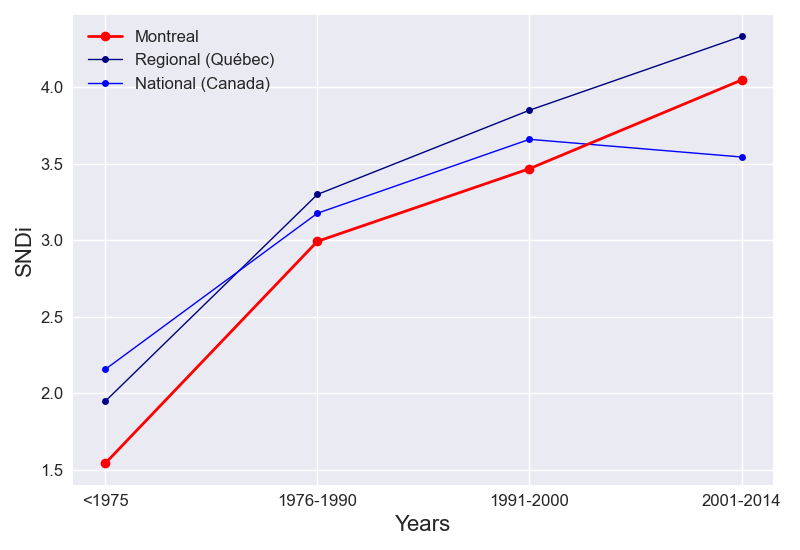 Montreal
Regional (Québec)
National (Canada)
4.0
3.5
3.0
2.5
2.0
1.5
SNDi
<1975
1976-1990
1991-2000
2001-2014
Years